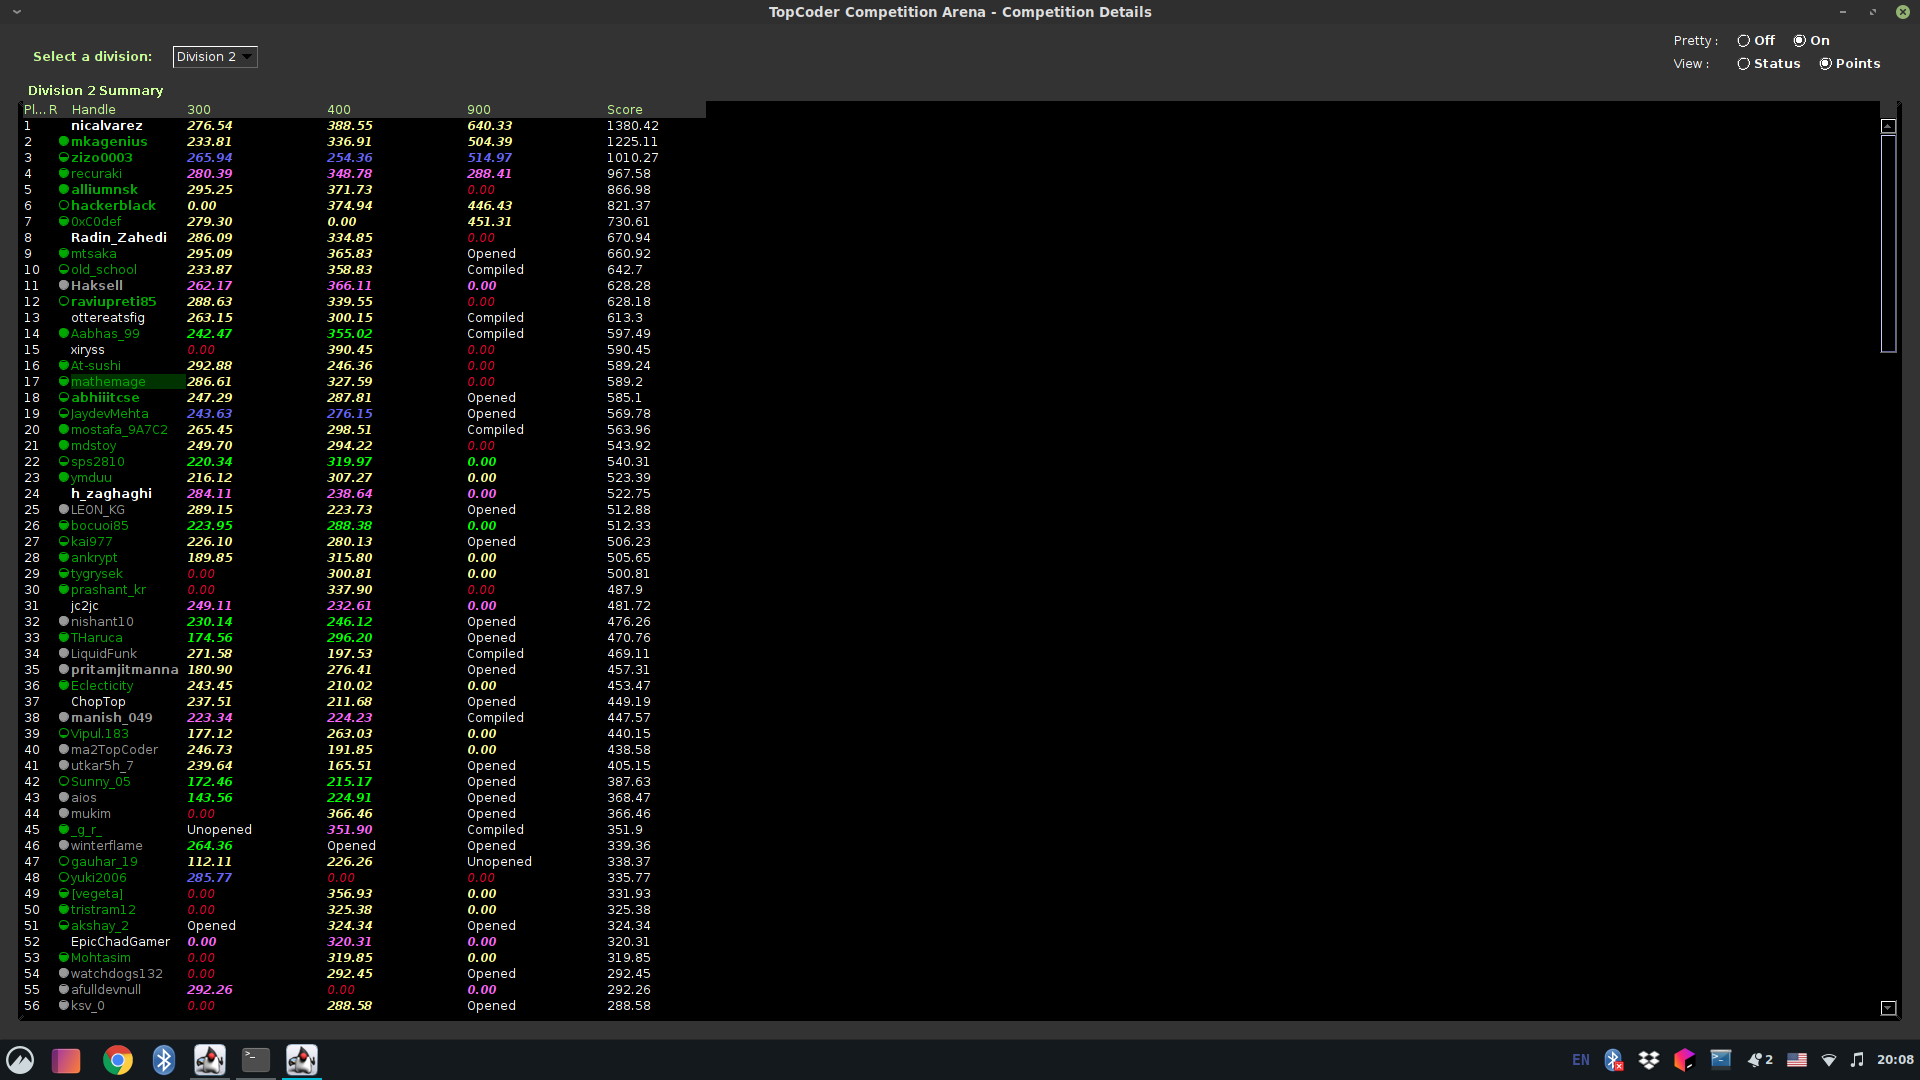 TopCoder Competition Arena - Competition Details
Pretty : Off On
Select a division: Division 2
View : Status Points
Division 2 Summary
Pl... R Handle 300 400 900 Score
1 nicalvarez 276.54 388.55 640.33 1380.42
2 mkagenius 233.81 336.91 504.39 1225.11
3 zizo0003 265.94 254.36 514.97 1010.27
4 recuraki 280.39 348.78 288.41 967.58
5 alliumnsk 295.25 371.73 0.00 866.98
6 hackerblack 0.00 374.94 446.43 821.37
7 0xC0def 279.30 0.00 451.31 730.61
8 Radin_Zahedi 286.09 334.85 0.00 670.94
9 mtsaka 295.09 365.83 Opened 660.92
10 old_school 233.87 358.83 Compiled 642.7
11 Haksell 262.17 366.11 0.00 628.28
12 raviupreti85 288.63 339.55 0.00 628.18
13 ottereatsfig 263.15 300.15 Compiled 613.3
14 Aabhas_99 242.47 355.02 Compiled 597.49
15 xiryss 0.00 390.45 0.00 590.45
16 At-sushi 292.88 246.36 0.00 589.24
17 mathemage 286.61 327.59 0.00 589.2
18 abhiiitcse 247.29 287.81 Opened 585.1
19 JaydevMehta 243.63 276.15 Opened 569.78
20 mostafa_9A7C2 265.45 298.51 Compiled 563.96
21 mdstoy 249.70 294.22 0.00 543.92
22 sps2810 220.34 319.97 0.00 540.31
23 ymduu 216.12 307.27 0.00 523.39
24 h_zaghaghi 284.11 238.64 0.00 522.75
25 LEON_KG 289.15 223.73 Opened 512.88
26 bocuoi85 223.95 288.38 0.00 512.33
27 kai977 226.10 280.13 Opened 506.23
28 ankrypt 189.85 315.80 0.00 505.65
29 tygrysek 0.00 300.81 0.00 500.81
30 prashant_kr 0.00 337.90 0.00 487.9
31 jc2jc 249.11 232.61 0.00 481.72
32 nishant10 230.14 246.12 Opened 476.26
33 THaruca 174.56 296.20 Opened 470.76
34 LiquidFunk 271.58 197.53 Compiled 469.11
35 pritamjitmanna 180.90 276.41 Opened 457.31
36 Eclecticity 243.45 210.02 0.00 453.47
37 ChopTop 237.51 211.68 Opened 449.19
38 manish_049 223.34 224.23 Compiled 447.57
39 Vipul.183 177.12 263.03 0.00 440.15
40 ma2TopCoder 246.73 191.85 0.00 438.58
41 utkar5h_7 239.64 165.51 Opened 405.15
42 Sunny_05 172.46 215.17 Opened 387.63
43 aios 143.56 224.91 Opened 368.47
44 mukim 0.00 366.46 Opened 366.46
45 _g_r_ Unopened 351.90 Compiled 351.9
46 winterflame 264.36 Opened Opened 339.36
47 gauhar_19 112.11 226.26 Unopened 338.37
48 yuki2006 285.77 0.00 0.00 335.77
49 [vegeta] 0.00 356.93 0.00 331.93
50 tristram12 0.00 325.38 0.00 325.38
51 akshay_2 Opened 324.34 Opened 324.34
52 EpicChadGamer 0.00 320.31 0.00 320.31
53 Mohtasim 0.00 319.85 0.00 319.85
54 watchdogs132 0.00 292.45 Opened 292.45
55 afulldevnull 292.26 0.00 0.00 292.26
56 ksv_0 0.00 288.58 Opened 288.58
EN 2 20:08